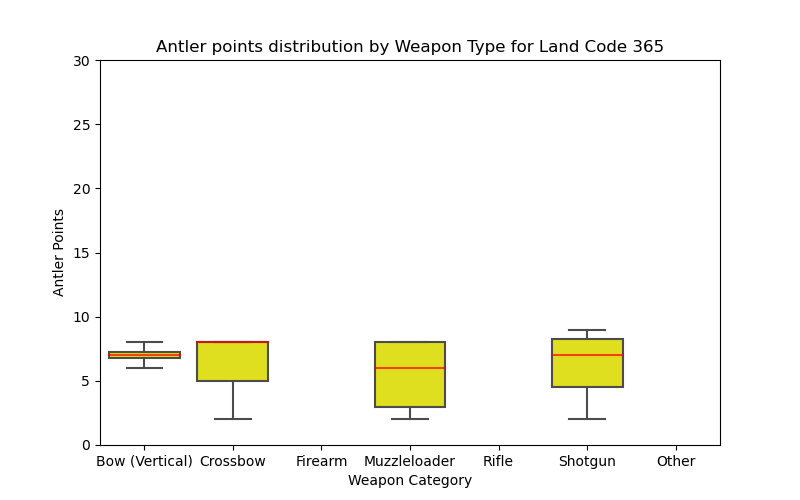 Antler points distribution by Weapon Type for Land Code 365
30
25
20
15
10
5
0
Antler Points
Bow (Vertical) Crossbow Firearm Muzzleloader Rifle Shotgun Other
Weapon Category